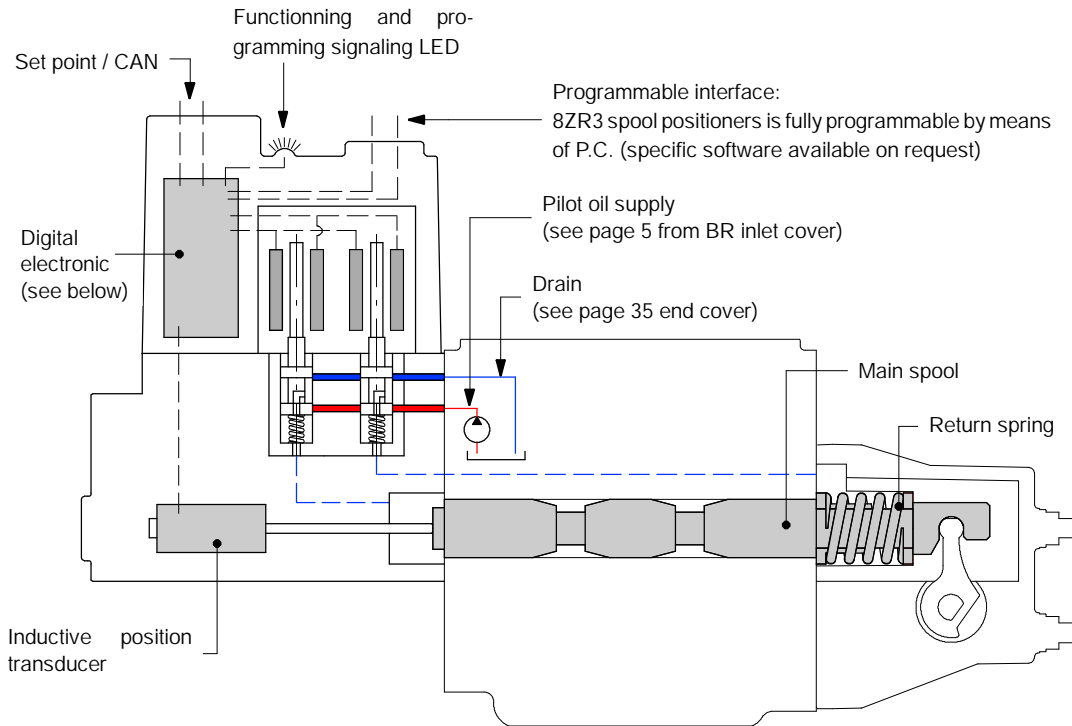 Functionning and pro-
gramming signaling LED
Set point / CAN
Programmable interface:
8ZR3 spool positioners is fully programmable by means
of P.C. (specific software available on request)
Pilot oil supply
(see page 5 from BR inlet cover)
Digital
electronic
(see below)
Drain
(see page 35 end cover)
Main spool
Return spring
Inductive position
transducer